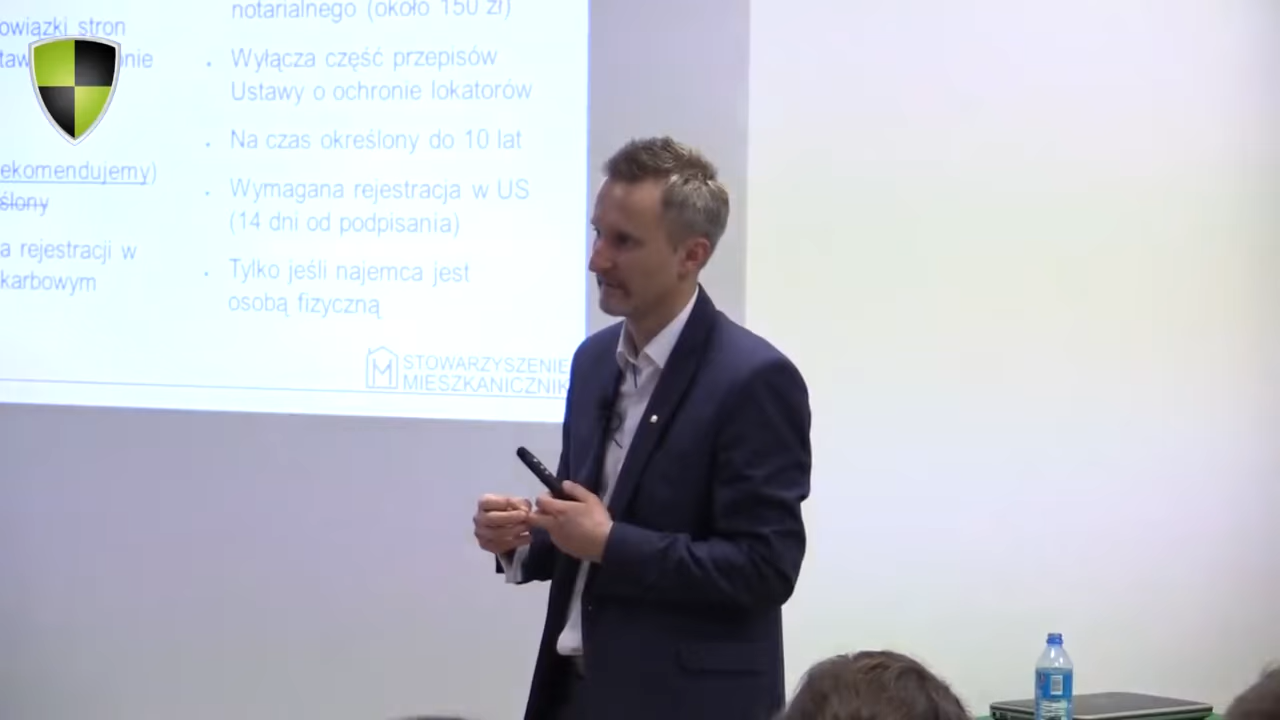 owiązki stron
ekomendujemy)
ślony
a rejestracji w
karbowym
notarialnego (około 150 zł)
Wyłącza część przepisów
Ustawy o ochronie lokatorów
Na czas określony do 10 lat
Wymagana rejestracja w US
(14 dni od podpisania)
Tylko jeśli najemca jest
osobą fizyczną
STOWARZYSZENIE
MIESZKANICZNIK